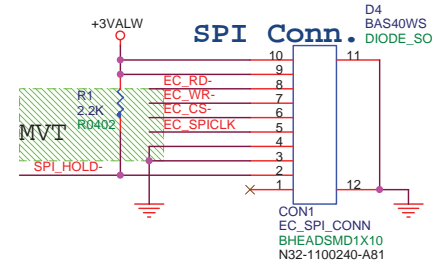 D4
BAS40WS
DIODE_SO
+3VALW
SPI Conn.
10
11
9
EC_RD-
8
R1
EC_WR-
7
2.2K
EC_CS-
6
R0402
EC_SPICLK
5
MVT
4
3
SPI_HOLD-
2
1
12
CON1
EC_SPI_CONN
BHEADSMD1X10
N32-1100240-A81